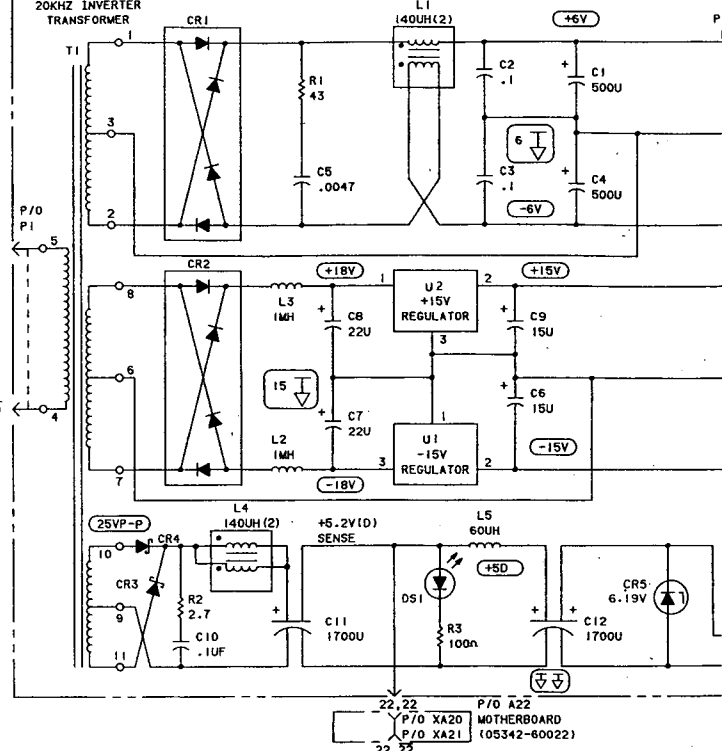 20KHZ INVERTER
TRANSFORMER
T1
CR1
L1
140UH(2)
+6V
P
1
3
2
R1
43
C5
.0047
C2
.1
C1
500U
6
C3
.1
C4
500U
-6V
P/O
P1
5
4
CR2
8
6
7
L3
1MH
+18V
1
U2
+15V
REGULATOR
2
3
+15V
C8
22U
C9
15U
15
C7
22U
C6
15U
L2
1MH
1
U1
-15V
REGULATOR
3
2
-15V
-18V
25VP-P
CR4
10
CR3
9
11
R2
2.7
C10
.1UF
L4
140UH(2)
+5.2V(D)
SENSE
C11
1700U
DS1
R3
100Ω
L5
60UH
+5D
C12
1700U
CR5
6.19V
22,22
P/O XA20
P/O XA21
22,22
P/O A22
MOTHERBOARD
(05342-60022)